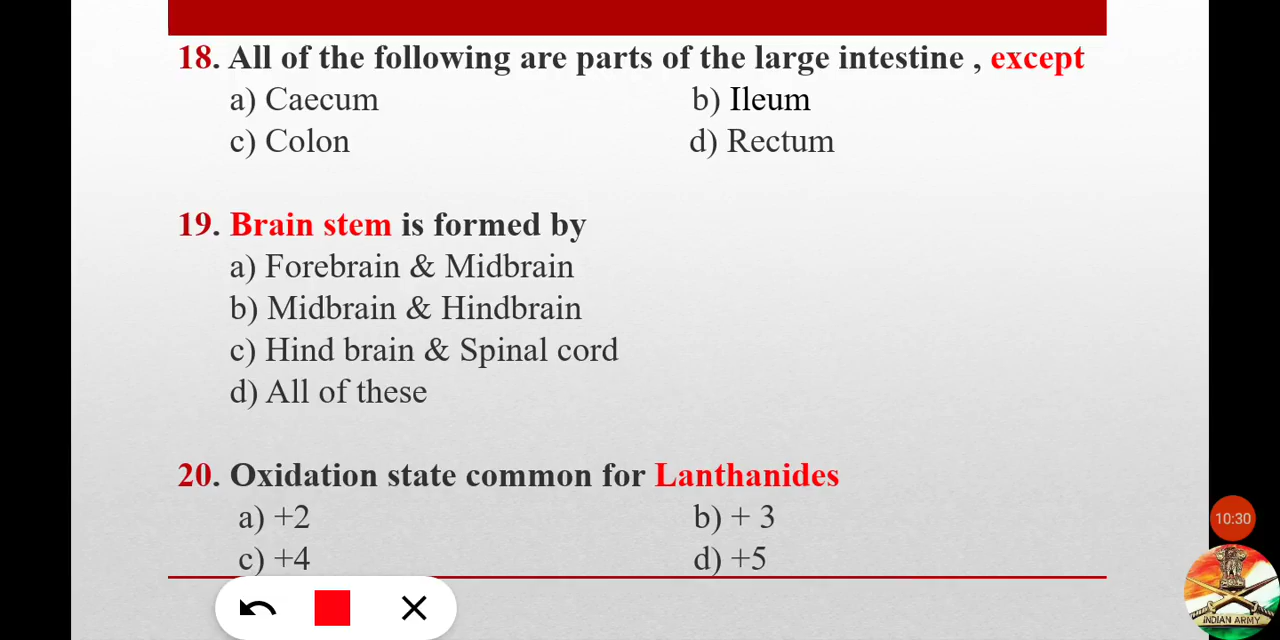 18. All of the following are parts of the large intestine , except
a) Caecum b) Ileum
c) Colon d) Rectum
19. Brain stem is formed by
a) Forebrain & Midbrain
b) Midbrain & Hindbrain
c) Hind brain & Spinal cord
d) All of these
20. Oxidation state common for Lanthanides
a) +2 b) + 3
c) +4 d) +5
10:30
INDIAN ARMY